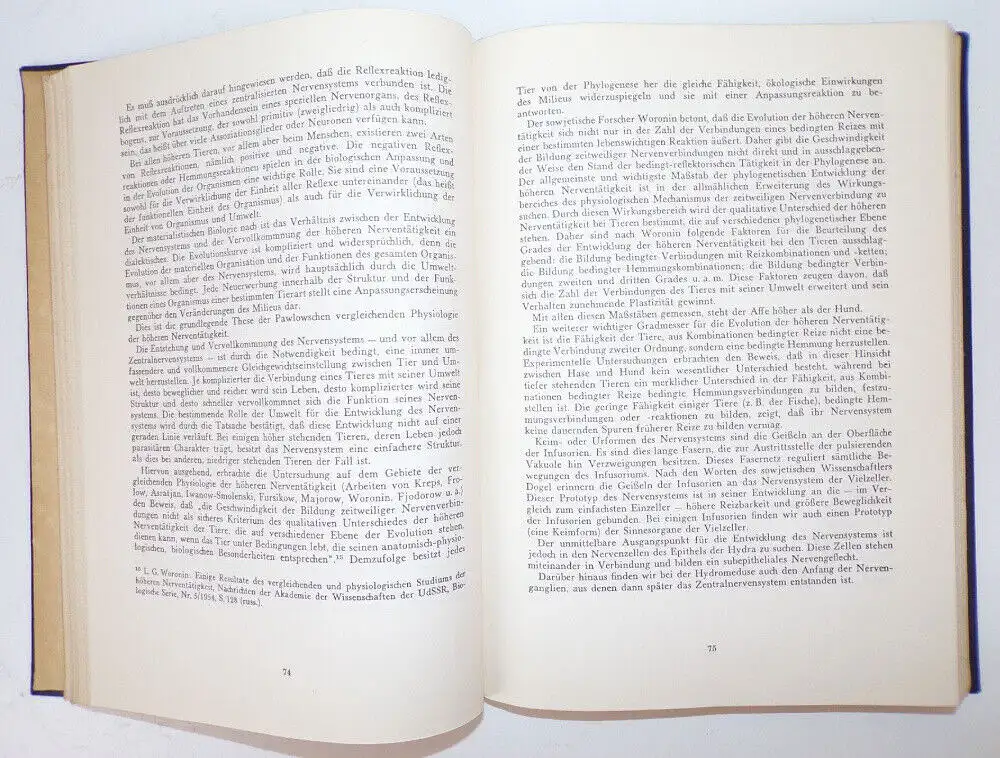 Es muß ausdrücklich darauf hingewiesen werden, daß die Reflexreaktion ledig-
lich mit dem Auftreten eines zentralisierten Nervensystems verbunden ist. Die
Reflexreaktion hat das Vorhandensein eines speziellen Nervenorgans, des Reflex-
bogens, zur Voraussetzung, der sowohl primitiv (zweigliedrig) als auch kompliziert
sein, das heißt über viele Assoziationsglieder oder Neuronen verfügen kann.
Bei allen höheren Tieren, vor allem aber beim Menschen, existieren zwei Arten
von Reflexreaktionen, nämlich positive und negative. Die negativen Reflex-
reaktionen oder Hemmungsreaktionen spielen in der biologischen Anpassung und
in der Evolution der Organismen eine wichtige Rolle. Sie sind eine Voraussetzung
sowohl für die Verwirklichung der Einheit aller Reflexe untereinander (das heißt
der funktionellen Einheit des Organismus) als auch für die Verwirklichung der
Einheit von Organismus und Umwelt.
Der materialistischen Biologie nach ist das Verhältnis zwischen der Entwicklung
des Nervensystems und der Vervollkommnung der höheren Nerventätigkeit ein
dialektisches. Die Evolutionskurve ist kompliziert und widersprüchlich, denn die
Evolution der materiellen Organisation und der Funktionen des gesamten Organis-
mus, vor allem aber des Nervensystems, wird hauptsächlich durch die Umwelt-
verhältnisse bedingt. Jede Neuerwerbung innerhalb der Struktur und der Funk-
tionen eines Organismus einer bestimmten Tierart stellt eine Anpassungserscheinung
gegenüber den Veränderungen des Milieus dar.
Dies ist die grundlegende These der Pawlowschen vergleichenden Physiologie
der höheren Nerventätigkeit.
Die Entstehung und Vervollkommnung des Nervensystems — und vor allem des
Zentralnervensystems — ist durch die Notwendigkeit bedingt, eine immer um-
fassendere und vollkommenere Gleichgewichtseinstellung zwischen Tier und Um-
welt herzustellen. Je komplizierter die Verbindung eines Tieres mit seiner Umwelt
ist, desto beweglicher und reicher wird sein Leben, desto komplizierter wird seine
Struktur und desto schneller vervollkommnet sich die Funktion seines Nerven-
systems. Die bestimmende Rolle der Umwelt für die Entwicklung des Nerven-
systems wird durch die Tatsache bestätigt, daß diese Entwicklung nicht auf einer
geraden Linie verläuft. Bei einigen höher stehenden Tieren, deren Leben jedoch
parasitären Charakter trägt, besitzt das Nervensystem eine einfachere Struktur,
als dies bei anderen, niedriger stehenden Tieren der Fall ist.
Hiervon ausgehend, erbrachte die Untersuchung auf dem Gebiete der ver-
gleichenden Physiologie der höheren Nerventätigkeit (Arbeiten von Kreps, Fro-
low, Asratjan, Iwanow-Smolenski, Fursikow, Majorow, Woronin, Fjodorow u. a.)
den Beweis, daß „die Geschwindigkeit der Bildung zeitweiliger Nervenverbin-
dungen nicht als sicheres Kriterium des qualitativen Unterschiedes der höheren
Nerventätigkeit der Tiere, die auf verschiedener Ebene der Evolution stehen,
dienen kann, wenn das Tier unter Bedingungen lebt, die seinen anatomisch-physio-
logischen, biologischen Besonderheiten entsprechen“.¹⁵ Demzufolge besitzt jedes
¹⁵ L. G. Woronin. Einige Resultate des vergleichenden und physiologischen Studiums der
höheren Nerventätigkeit, Nachrichten der Akademie der Wissenschaften der UdSSR, Bio-
logische Serie, Nr. 5/1954, S. 128 (russ.).
74
Tier von der Phylogenese her die gleiche Fähigkeit, ökologische Einwirkungen
des Milieus widerzuspiegeln und sie mit einer Anpassungsreaktion zu be-
antworten.
Der sowjetische Forscher Woronin betont, daß die Evolution der höheren Nerven-
tätigkeit sich nicht nur in der Zahl der Verbindungen eines bedingten Reizes mit
einer bestimmten lebenswichtigen Reaktion äußert. Daher gibt die Geschwindigkeit
der Bildung zeitweiliger Nervenverbindungen nicht direkt und in ausschlaggeben-
der Weise den Stand der bedingt-reflektorischen Tätigkeit in der Phylogenese an.
Der allgemeinste und wichtigste Maßstab der phylogenetischen Entwicklung der
höheren Nerventätigkeit ist in der allmählichen Erweiterung des Wirkungs-
bereiches des physiologischen Mechanismus der zeitweiligen Nervenverbindung zu
suchen. Durch diesen Wirkungsbereich wird der qualitative Unterschied der höheren
Nerventätigkeit bei Tieren bestimmt, die auf verschiedener phylogenetischer Ebene
stehen. Daher sind nach Woronin folgende Faktoren für die Beurteilung des
Grades der Entwicklung der höheren Nerventätigkeit bei den Tieren ausschlag-
gebend: die Bildung bedingter Verbindungen mit Reizkombinationen und -ketten;
die Bildung bedingter Hemmungskombinationen; die Bildung bedingter Verbin-
dungen zweiten und dritten Grades u. a. m. Diese Faktoren zeugen davon, daß
sich die Zahl der Verbindungen des Tieres mit seiner Umwelt erweitert und sein
Verhalten zunehmende Plastizität gewinnt.
Mit allen diesen Maßstäben gemessen, steht der Affe höher als der Hund.
Ein weiterer wichtiger Gradmesser für die Evolution der höheren Nerventätig-
keit ist die Fähigkeit der Tiere, aus Kombinationen bedingter Reize nicht eine be-
dingte Verbindung zweiter Ordnung, sondern eine bedingte Hemmung herzustellen.
Experimentelle Untersuchungen erbrachten den Beweis, daß in dieser Hinsicht
zwischen Hase und Hund kein wesentlicher Unterschied besteht, während bei
tiefer stehenden Tieren ein merklicher Unterschied in der Fähigkeit, aus Kombi-
nationen bedingter Reize bedingte Hemmungsverbindungen zu bilden, festzu-
stellen ist. Die geringe Fähigkeit einiger Tiere (z. B. der Fische), bedingte Hem-
mungsverbindungen oder -reaktionen zu bilden, zeigt, daß ihr Nervensystem
keine dauernden Spuren früherer Reize zu bilden vermag.
Keim- oder Urformen des Nervensystems sind die Geißeln an der Oberfläche
der Infusorien. Es sind dies lange Fasern, die zur Austrittsstelle der pulsierenden
Vakuole hin Verzweigungen besitzen. Dieses Fasernetz reguliert sämtliche Be-
wegungen des Infusoriums. Nach den Worten des sowjetischen Wissenschaftlers
Dogel erinnern die Geißeln der Infusorien an das Nervensystem der Vielzeller.
Dieser Prototyp des Nervensystems ist in seiner Entwicklung an die — im Ver-
gleich zum einfachsten Einzeller — höhere Reizbarkeit und größere Beweglichkeit
der Infusorien gebunden. Bei einigen Infusorien finden wir auch einen Prototyp
(eine Keimform) der Sinnesorgane der Vielzeller.
Der unmittelbare Ausgangspunkt für die Entwicklung des Nervensystems ist
jedoch in den Nervenzellen des Epithels der Hydra zu suchen. Diese Zellen stehen
miteinander in Verbindung und bilden ein subepitheliales Nervengeflecht.
Darüber hinaus finden wir bei der Hydromeduse auch den Anfang der Nerven-
ganglien, aus denen dann später das Zentralnervensystem entstanden ist.
75